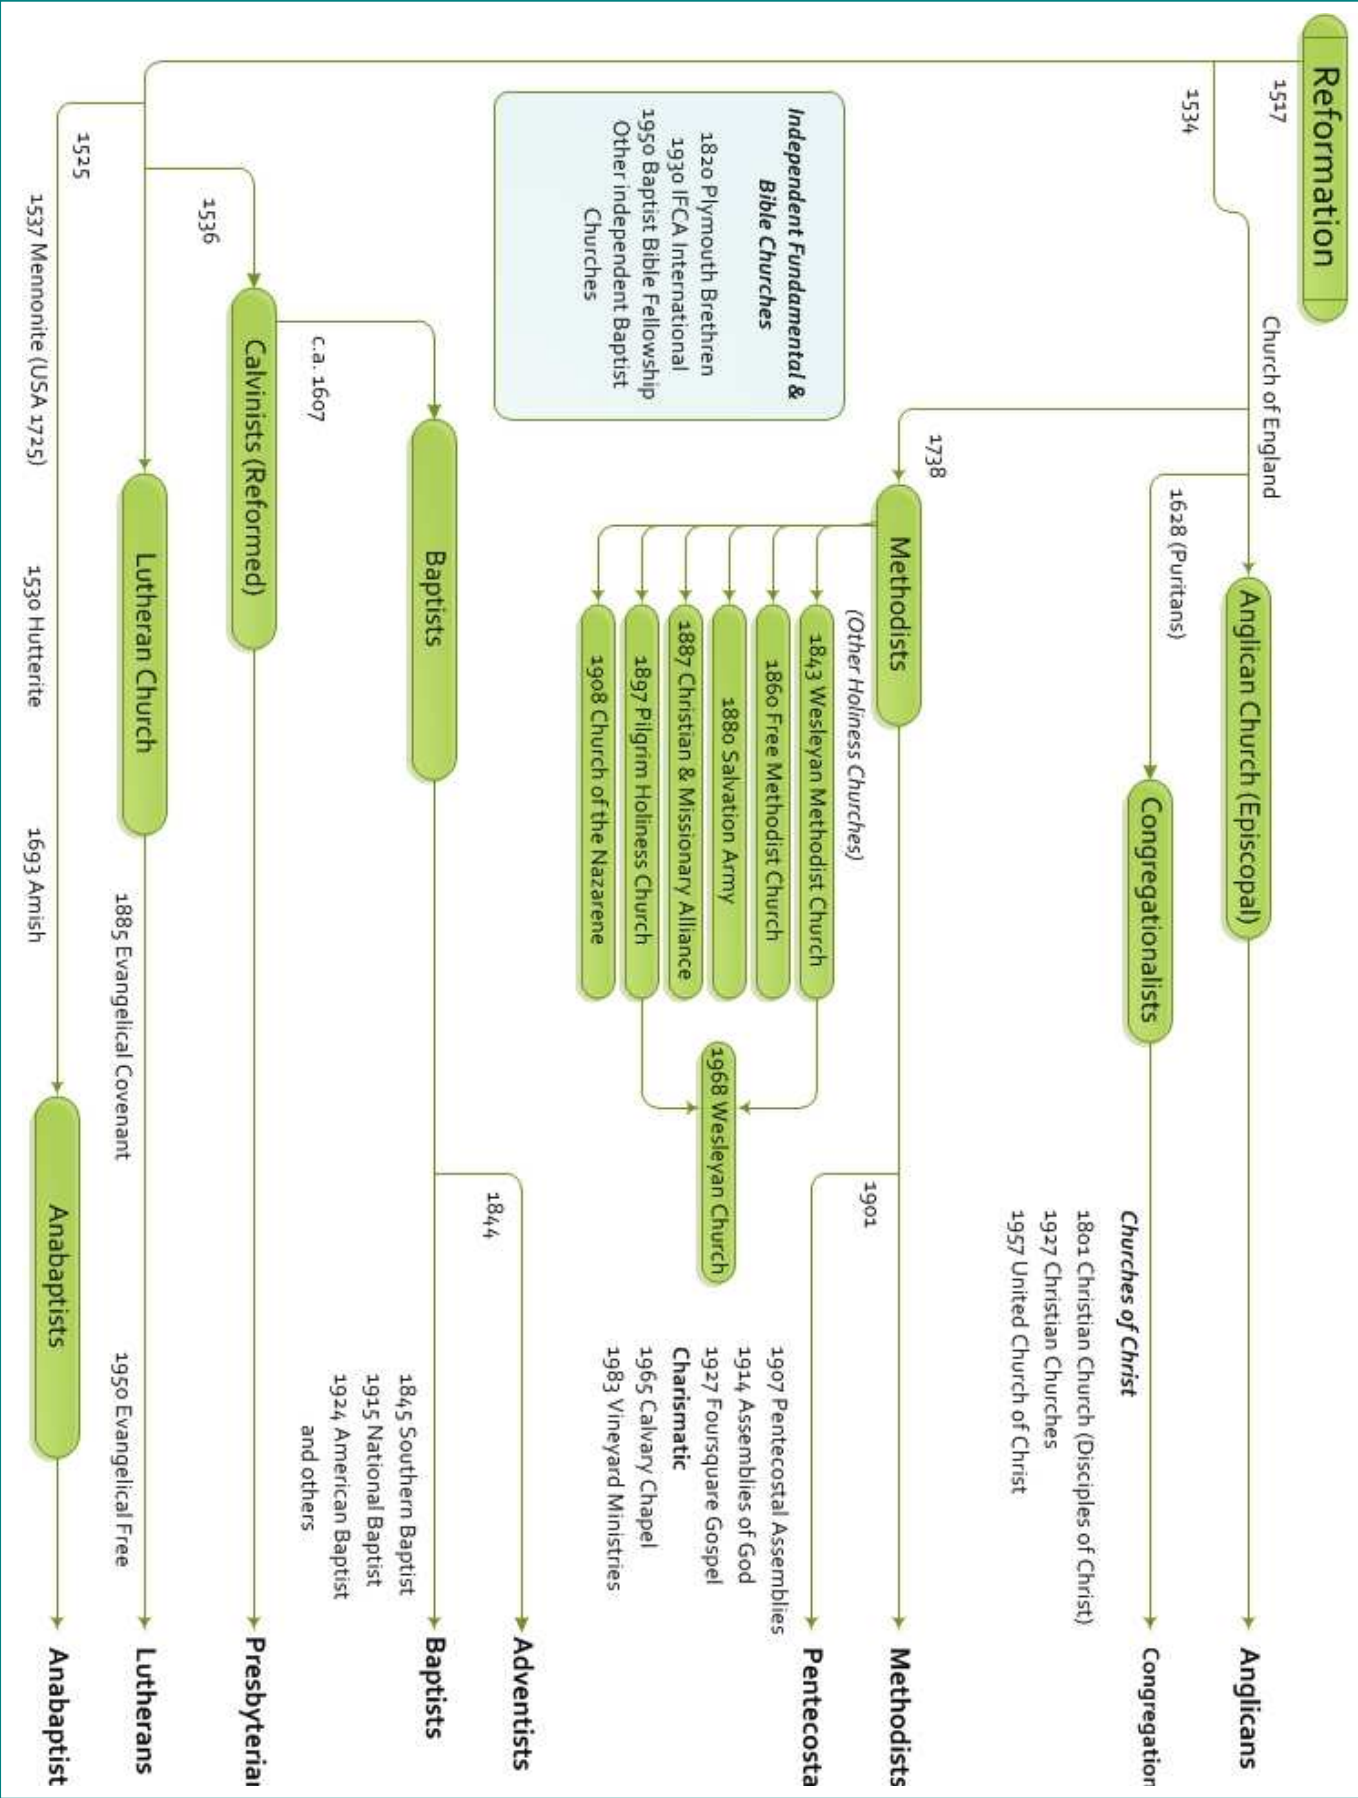 Reformation
1517
1534
Church of England
Anglican Church (Episcopal)
Anglicans
1628 (Puritans)
Congregationalists
Congregation
Churches of Christ
1801 Christian Church (Disciples of Christ)
1927 Christian Churches
1957 United Church of Christ
1738
Methodists
Methodists
(Other Holiness Churches)
1843 Wesleyan Methodist Church
1860 Free Methodist Church
1880 Salvation Army
1887 Christian & Missionary Alliance
1897 Pilgrim Holiness Church
1908 Church of the Nazarene
1968 Wesleyan Church
1901
Pentecosta
1907 Pentecostal Assemblies
1914 Assemblies of God
1927 Foursquare Gospel
Charismatic
1965 Calvary Chapel
1983 Vineyard Ministries
Independent Fundamental &
Bible Churches
1820 Plymouth Brethren
1930 IFCA International
1950 Baptist Bible Fellowship
Other independent Baptist
Churches
1844
Adventists
Baptists
Baptists
1845 Southern Baptist
1915 National Baptist
1924 American Baptist
and others
c.a. 1607
1536
Calvinists (Reformed)
Presbyteria
Lutheran Church
1885 Evangelical Covenant
1950 Evangelical Free
Lutherans
1525
1537 Mennonite (USA 1725)
1530 Hutterite
1693 Amish
Anabaptists
Anabaptist